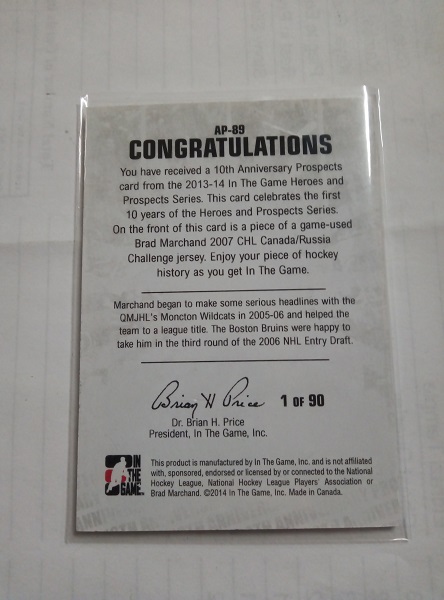 AP-89
CONGRATULATIONS
You have received a 10th Anniversary Prospects
card from the 2013-14 In The Game Heroes and
Prospects Series. This card celebrates the first
10 years of the Heroes and Prospects Series.
On the front of this card is a piece of a game-used
Brad Marchand 2007 CHL Canada/Russia
Challenge jersey. Enjoy your piece of hockey
history as you get In The Game.
Marchand began to make some serious headlines with the
QMJHL's Moncton Wildcats in 2005-06 and helped the
team to a league title. The Boston Bruins were happy to
take him in the third round of the 2006 NHL Entry Draft.
Brian H Price 1 OF 90
Dr. Brian H. Price
President, In The Game, Inc.
IN
THE
GAME
This product is manufactured by In The Game, Inc. and is not affiliated
with, sponsored, endorsed or licensed by or connected to the National
Hockey League, National Hockey League Players' Association or
Brad Marchand. ©2014 In The Game, Inc. Made in Canada.